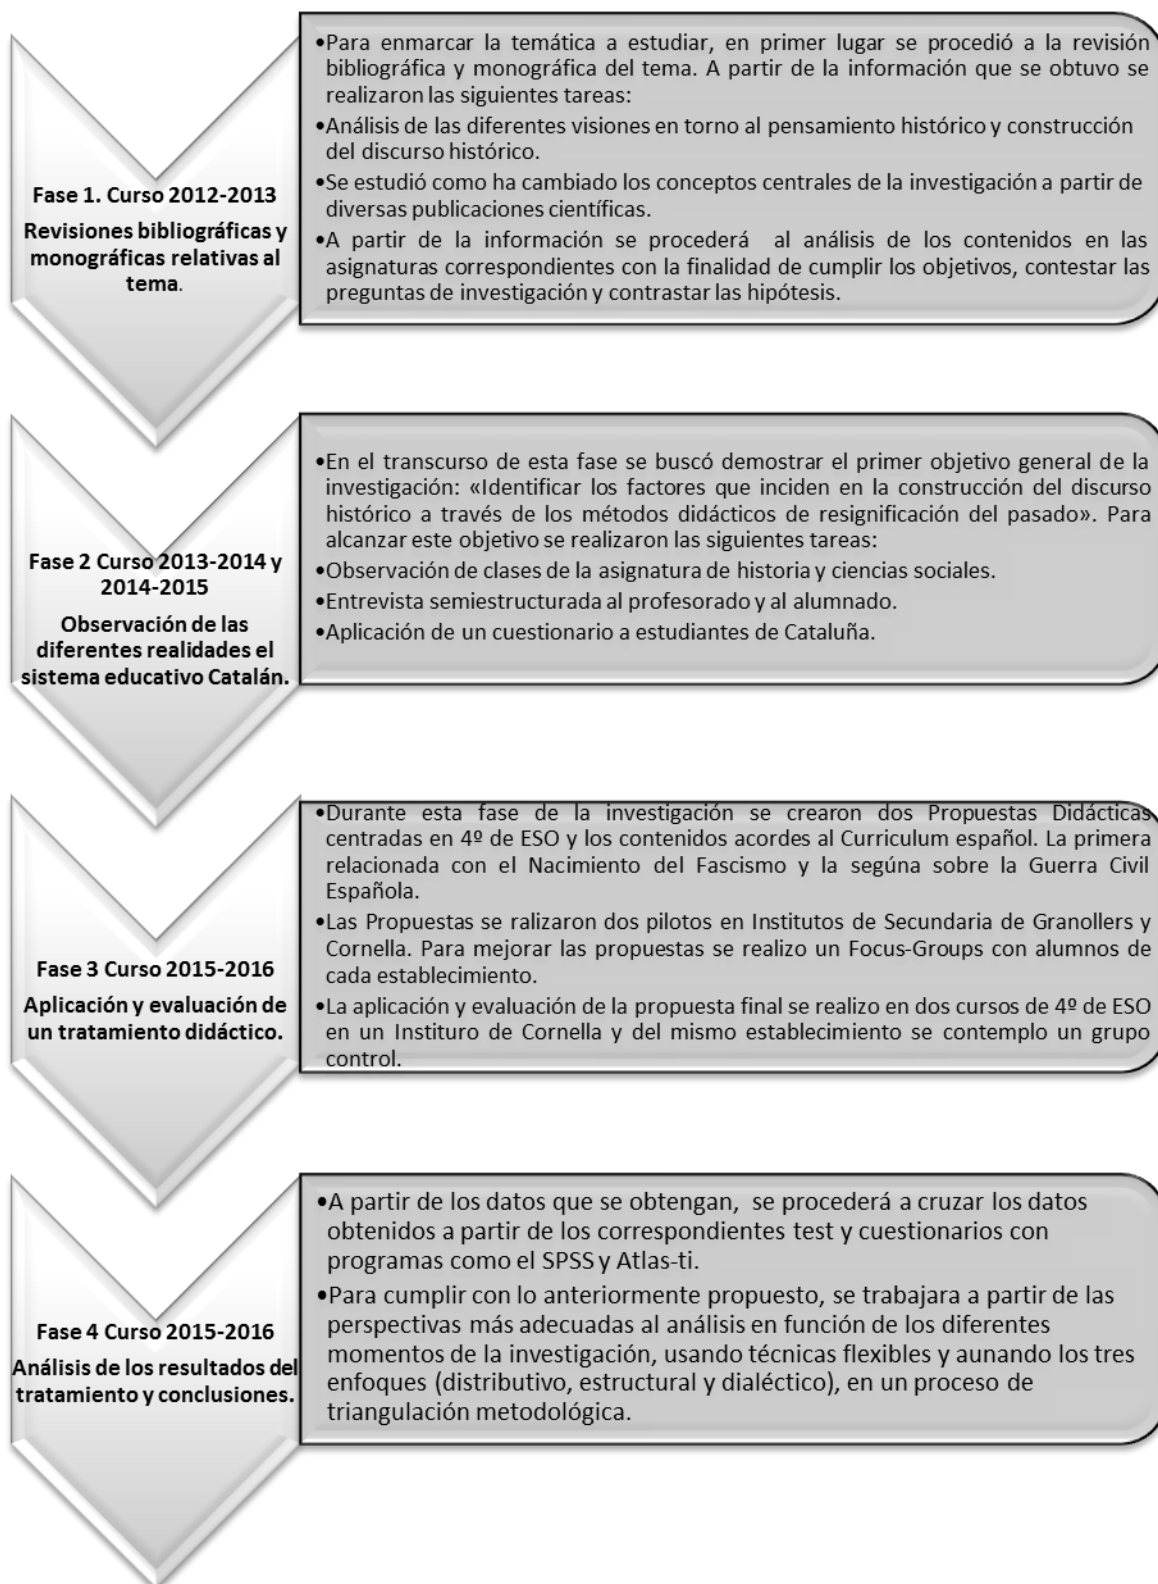 Fase 1. Curso 2012-2013
Revisiones bibliográficas y
monográficas relativas al
tema.
•Para enmarcar la temática a estudiar, en primer lugar se procedió a la revisión
bibliográfica y monográfica del tema. A partir de la información que se obtuvo se
realizaron las siguientes tareas:
•Análisis de las diferentes visiones en torno al pensamiento histórico y construcción
del discurso histórico.
•Se estudió como ha cambiado los conceptos centrales de la investigación a partir de
diversas publicaciones científicas.
•A partir de la información se procederá al análisis de los contenidos en las
asignaturas correspondientes con la finalidad de cumplir los objetivos, contestar las
preguntas de investigación y contrastar las hipótesis.
Fase 2 Curso 2013-2014 y
2014-2015
Observación de las
diferentes realidades el
sistema educativo Catalán.
•En el transcurso de esta fase se buscó demostrar el primer objetivo general de la
investigación: «Identificar los factores que inciden en la construcción del discurso
histórico a través de los métodos didácticos de resignificación del pasado». Para
alcanzar este objetivo se realizaron las siguientes tareas:
•Observación de clases de la asignatura de historia y ciencias sociales.
•Entrevista semiestructurada al profesorado y al alumnado.
•Aplicación de un cuestionario a estudiantes de Cataluña.
Fase 3 Curso 2015-2016
Aplicación y evaluación de
un tratamiento didáctico.
•Durante esta fase de la investigación se crearon dos Propuestas Didácticas
centradas en 4º de ESO y los contenidos acordes al Curriculum español. La primera
relacionada con el Nacimiento del Fascismo y la segúna sobre la Guerra Civil
Española.
•Las Propuestas se ralizaron dos pilotos en Institutos de Secundaria de Granollers y
Cornella. Para mejorar las propuestas se realizo un Focus-Groups con alumnos de
cada establecimiento.
•La aplicación y evaluación de la propuesta final se realizo en dos cursos de 4º de ESO
en un Instituro de Cornella y del mismo establecimiento se contemplo un grupo
control.
Fase 4 Curso 2015-2016
Análisis de los resultados del
tratamiento y conclusiones.
•A partir de los datos que se obtengan, se procederá a cruzar los datos
obtenidos a partir de los correspondientes test y cuestionarios con
programas como el SPSS y Atlas-ti.
•Para cumplir con lo anteriormente propuesto, se trabajara a partir de las
perspectivas más adecuadas al análisis en función de los diferentes
momentos de la investigación, usando técnicas flexibles y aunando los tres
enfoques (distributivo, estructural y dialéctico), en un proceso de
triangulación metodológica.